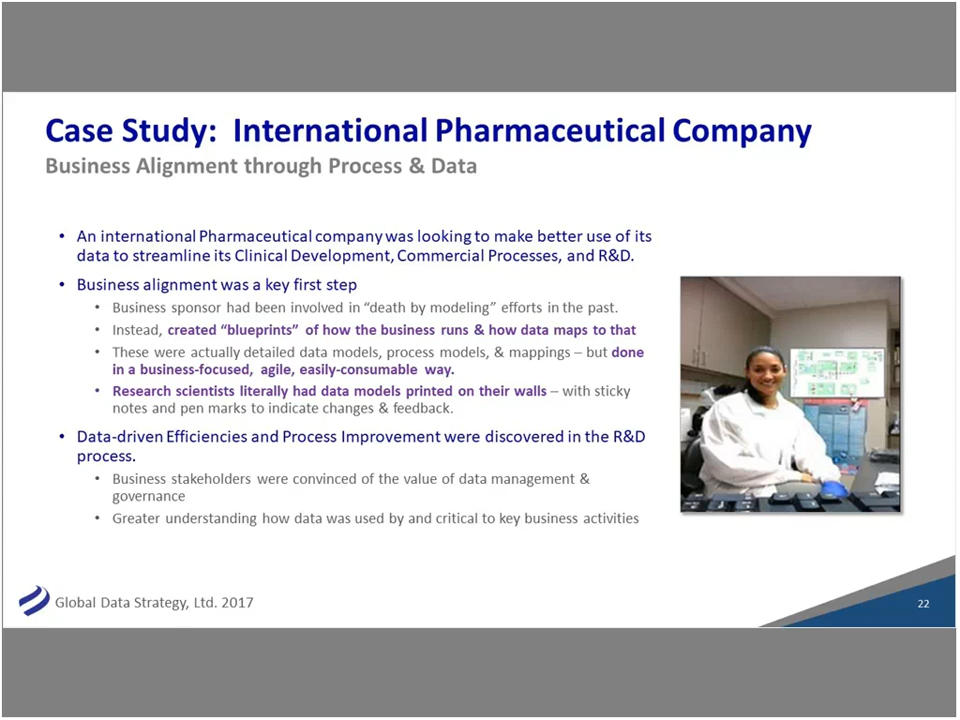 Case Study:  International Pharmaceutical Company
Business Alignment through Process & Data
• An international Pharmaceutical company was looking to make better use of its
data to streamline its Clinical Development, Commercial Processes, and R&D.
• Business alignment was a key first step
• Business sponsor had been involved in “death by modeling” efforts in the past.
• Instead, created “blueprints” of how the business runs & how data maps to that
• These were actually detailed data models, process models, & mappings – but done
in a business-focused, agile, easily-consumable way.
• Research scientists literally had data models printed on their walls – with sticky
notes and pen marks to indicate changes & feedback.
• Data-driven Efficiencies and Process Improvement were discovered in the R&D
process.
• Business stakeholders were convinced of the value of data management &
governance
• Greater understanding how data was used by and critical to key business activities
Global Data Strategy, Ltd. 2017
22